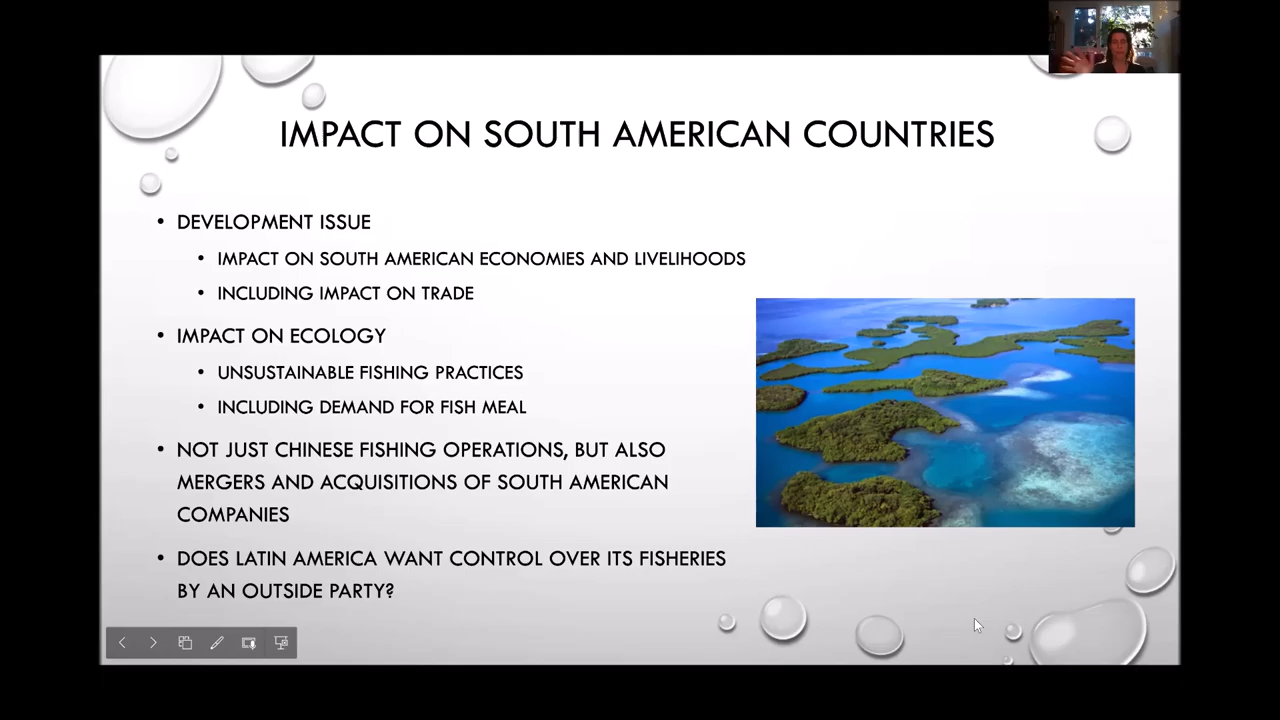 IMPACT ON SOUTH AMERICAN COUNTRIES
• DEVELOPMENT ISSUE
• IMPACT ON SOUTH AMERICAN ECONOMIES AND LIVELIHOODS
• INCLUDING IMPACT ON TRADE
• IMPACT ON ECOLOGY
• UNSUSTAINABLE FISHING PRACTICES
• INCLUDING DEMAND FOR FISH MEAL
• NOT JUST CHINESE FISHING OPERATIONS, BUT ALSO
MERGERS AND ACQUISITIONS OF SOUTH AMERICAN
COMPANIES
• DOES LATIN AMERICA WANT CONTROL OVER ITS FISHERIES
BY AN OUTSIDE PARTY?